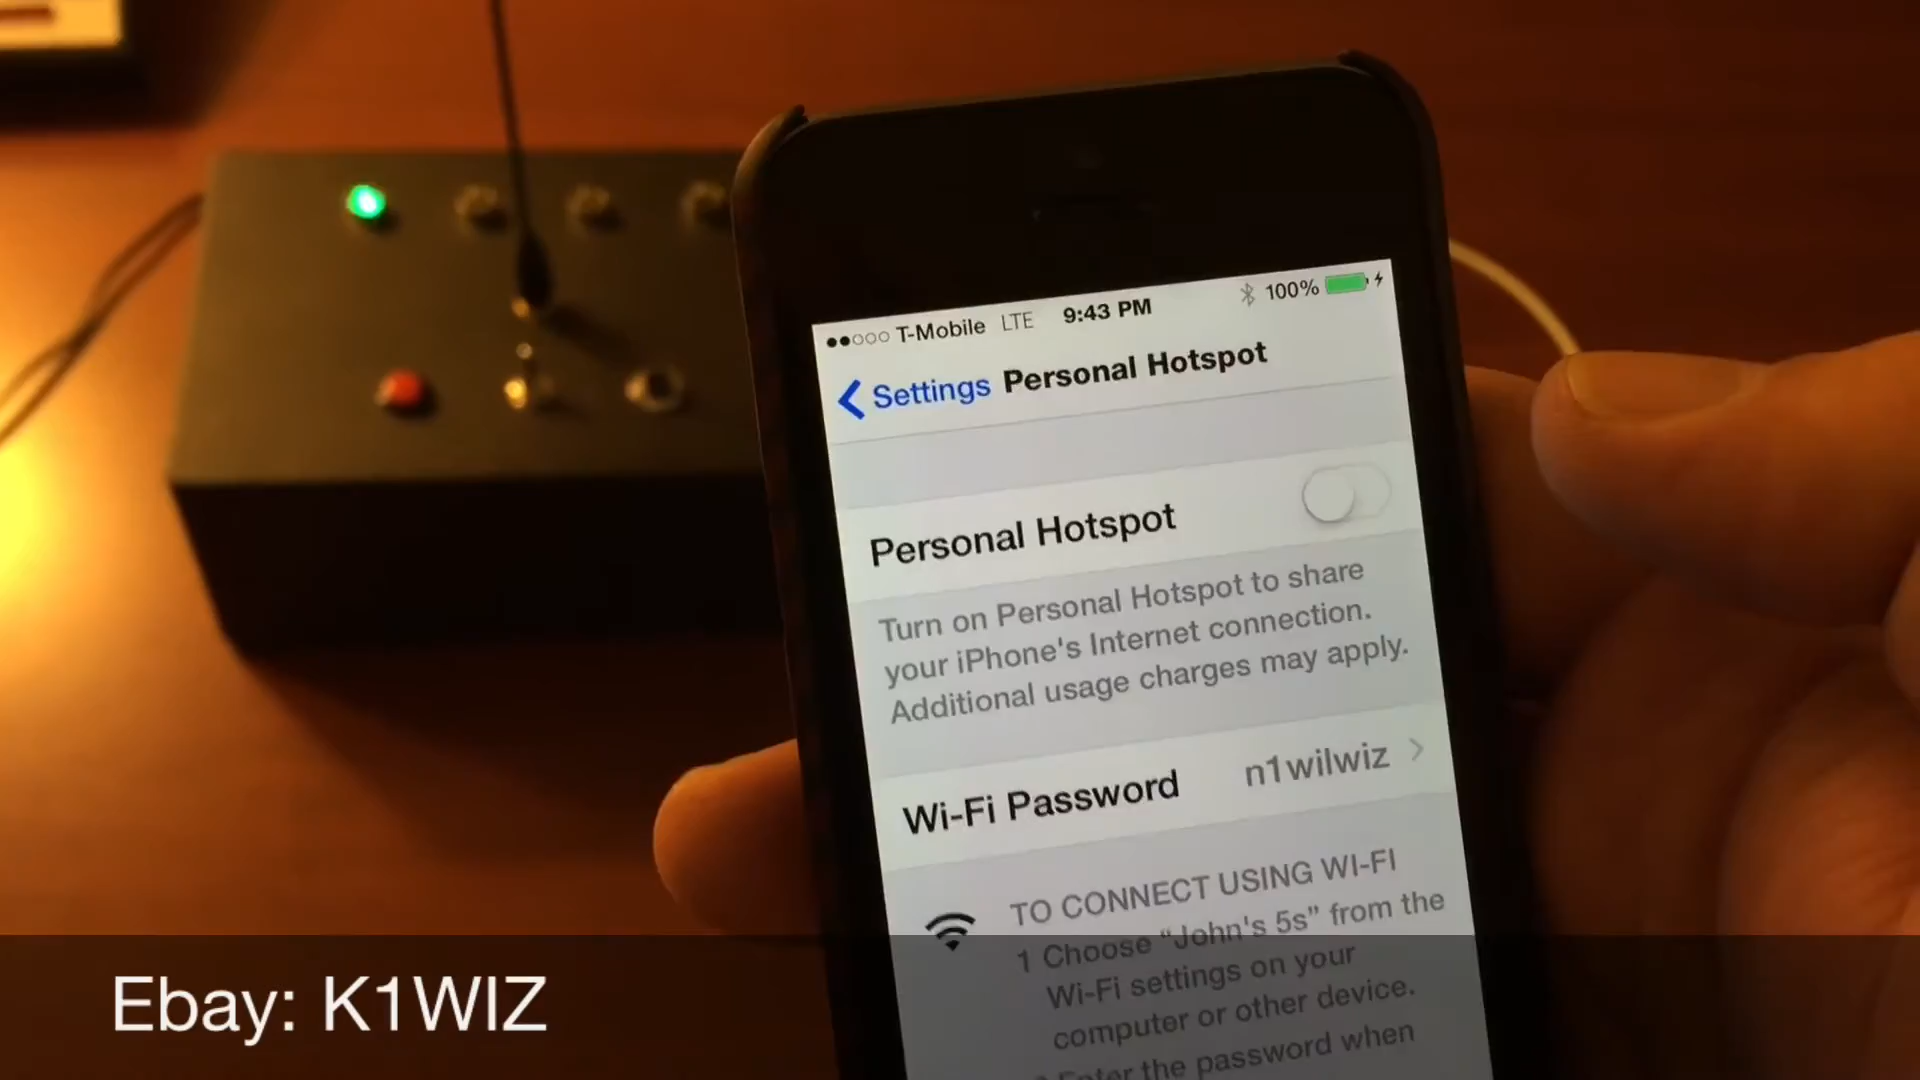 T-Mobile LTE 9:43 PM 100%
Settings Personal Hotspot
Personal Hotspot
Turn on Personal Hotspot to share
your iPhone's Internet connection.
Additional usage charges may apply.
Wi-Fi Password n1wilwiz
TO CONNECT USING WI-FI
1 Choose “John's 5s” from the
Wi-Fi settings on your
computer or other device.
Enter the password when
Ebay: K1WIZ